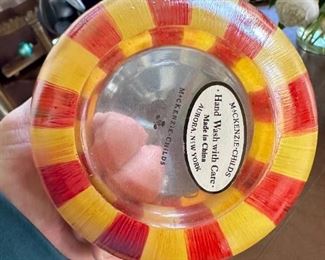 MACKENZIE-CHILDS
MACKENZIE-CHILDS
· Hand Wash with Care ·
Made in China
AURORA, NEW YORK